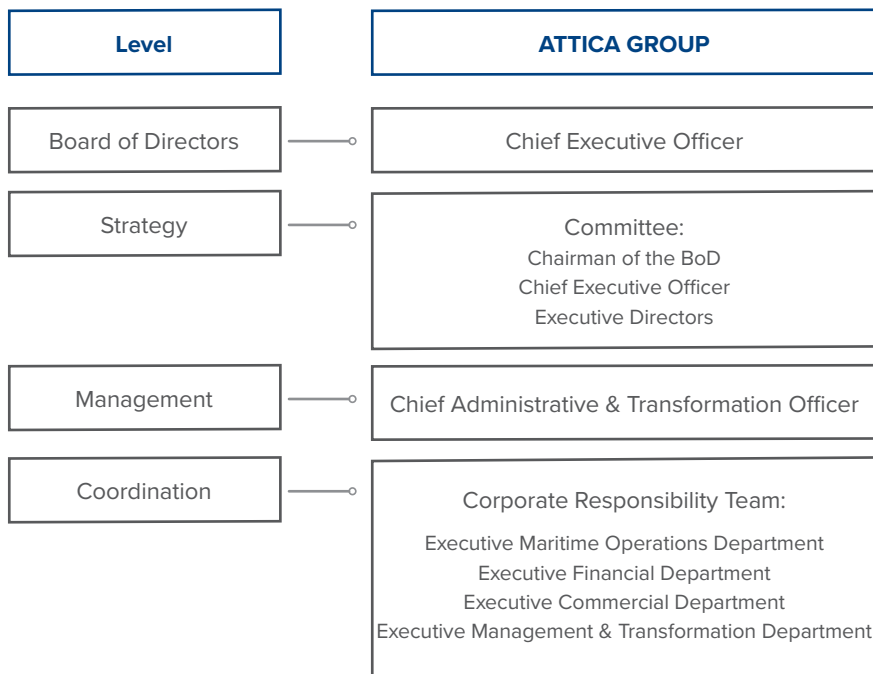 Level
ATTICA GROUP
Board of Directors
Chief Executive Officer
Strategy
Committee:
Chairman of the BoD
Chief Executive Officer
Executive Directors
Management
Chief Administrative & Transformation Officer
Coordination
Corporate Responsibility Team:
Executive Maritime Operations Department
Executive Financial Department
Executive Commercial Department
Executive Management & Transformation Department